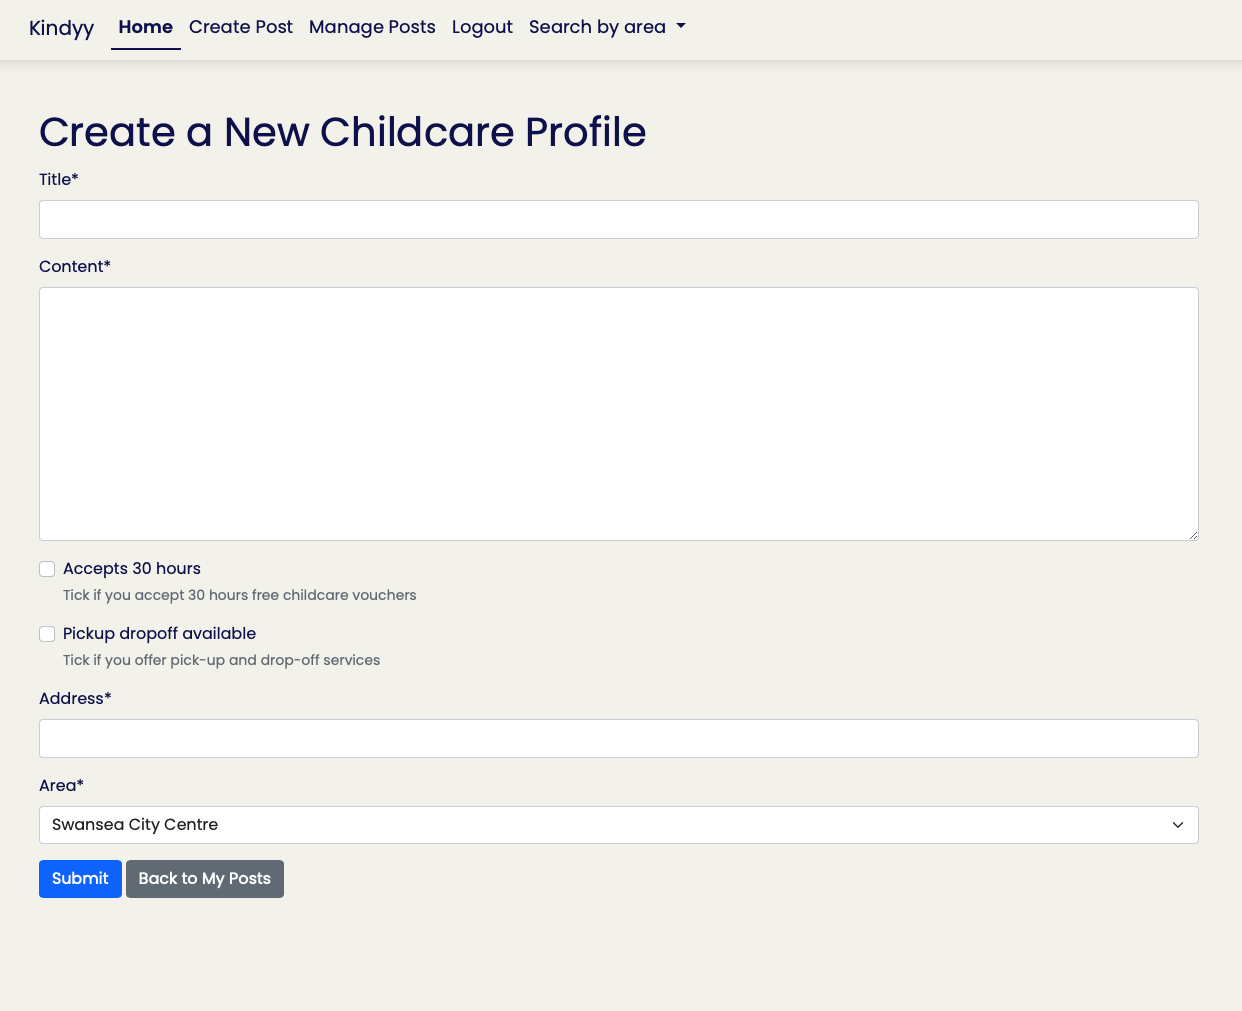 Kindyy Home Create Post Manage Posts Logout Search by area
Create a New Childcare Profile
Title*
Content*
Accepts 30 hours
Tick if you accept 30 hours free childcare vouchers
Pickup dropoff available
Tick if you offer pick-up and drop-off services
Address*
Area*
Swansea City Centre
Submit Back to My Posts